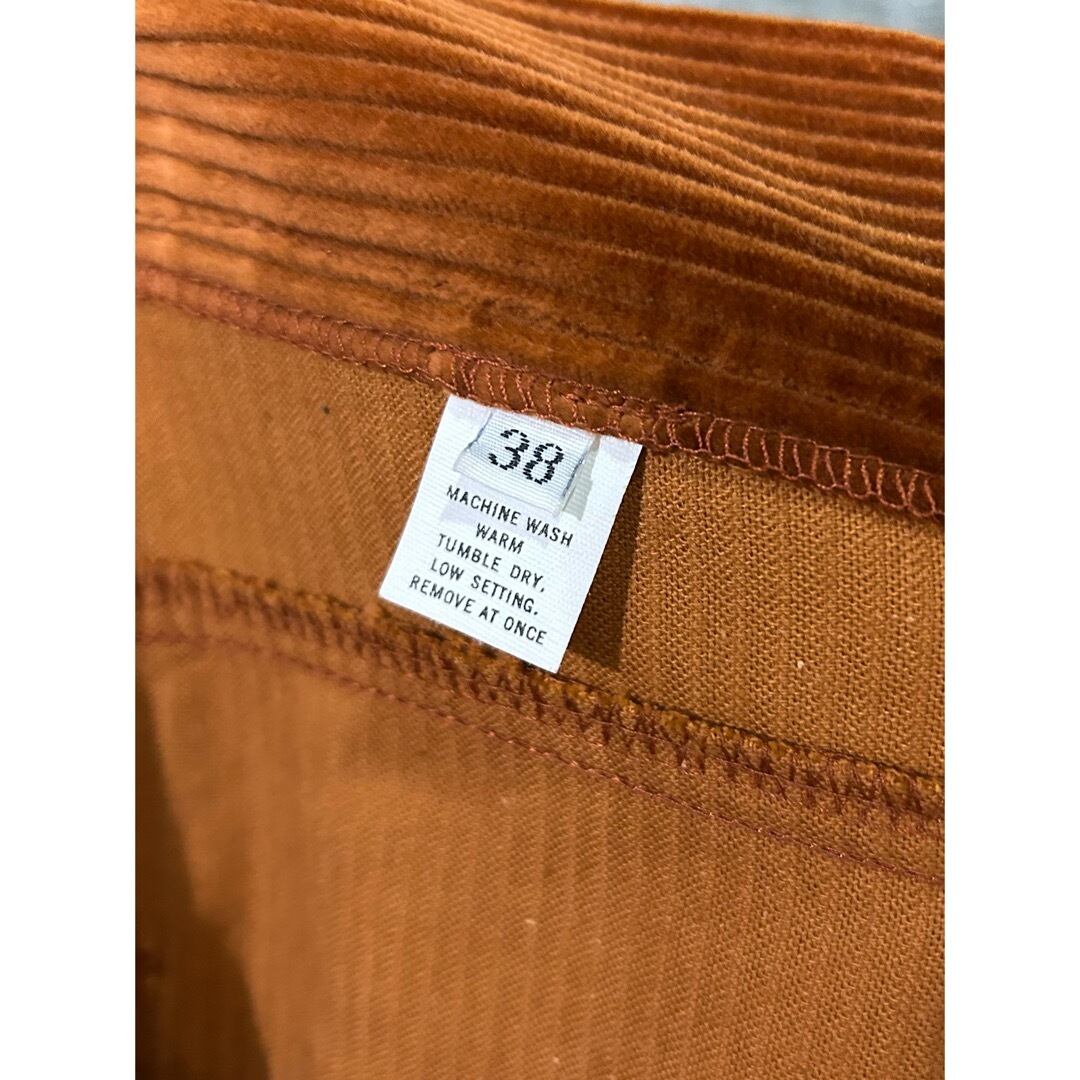 38
MACHINE WASH
WARM
TUMBLE DRY,
LOW SETTING.
REMOVE AT ONCE